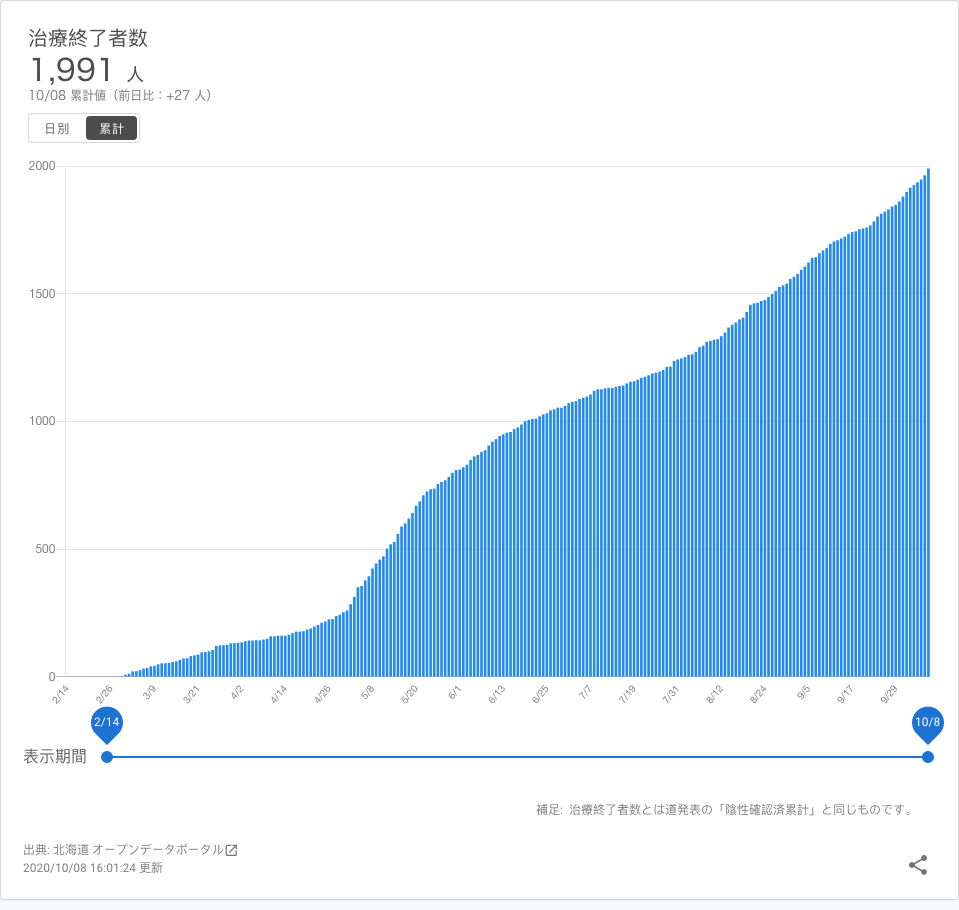 治療終了者数
1,991 人
10/08 累計値（前日比：+27 人）
日別 累計
2000
1500
1000
500
0
2/14 2/26 3/9 3/21 4/2 4/14 4/26 5/8 5/20 6/1 6/13 6/25 7/7 7/19 7/31 8/12 8/24 9/5 9/17 9/29
2/14 10/8
表示期間
補足: 治療終了者数とは道発表の「陰性確認済累計」と同じものです。
出典: 北海道 オープンデータポータル
2020/10/08 16:01:24 更新